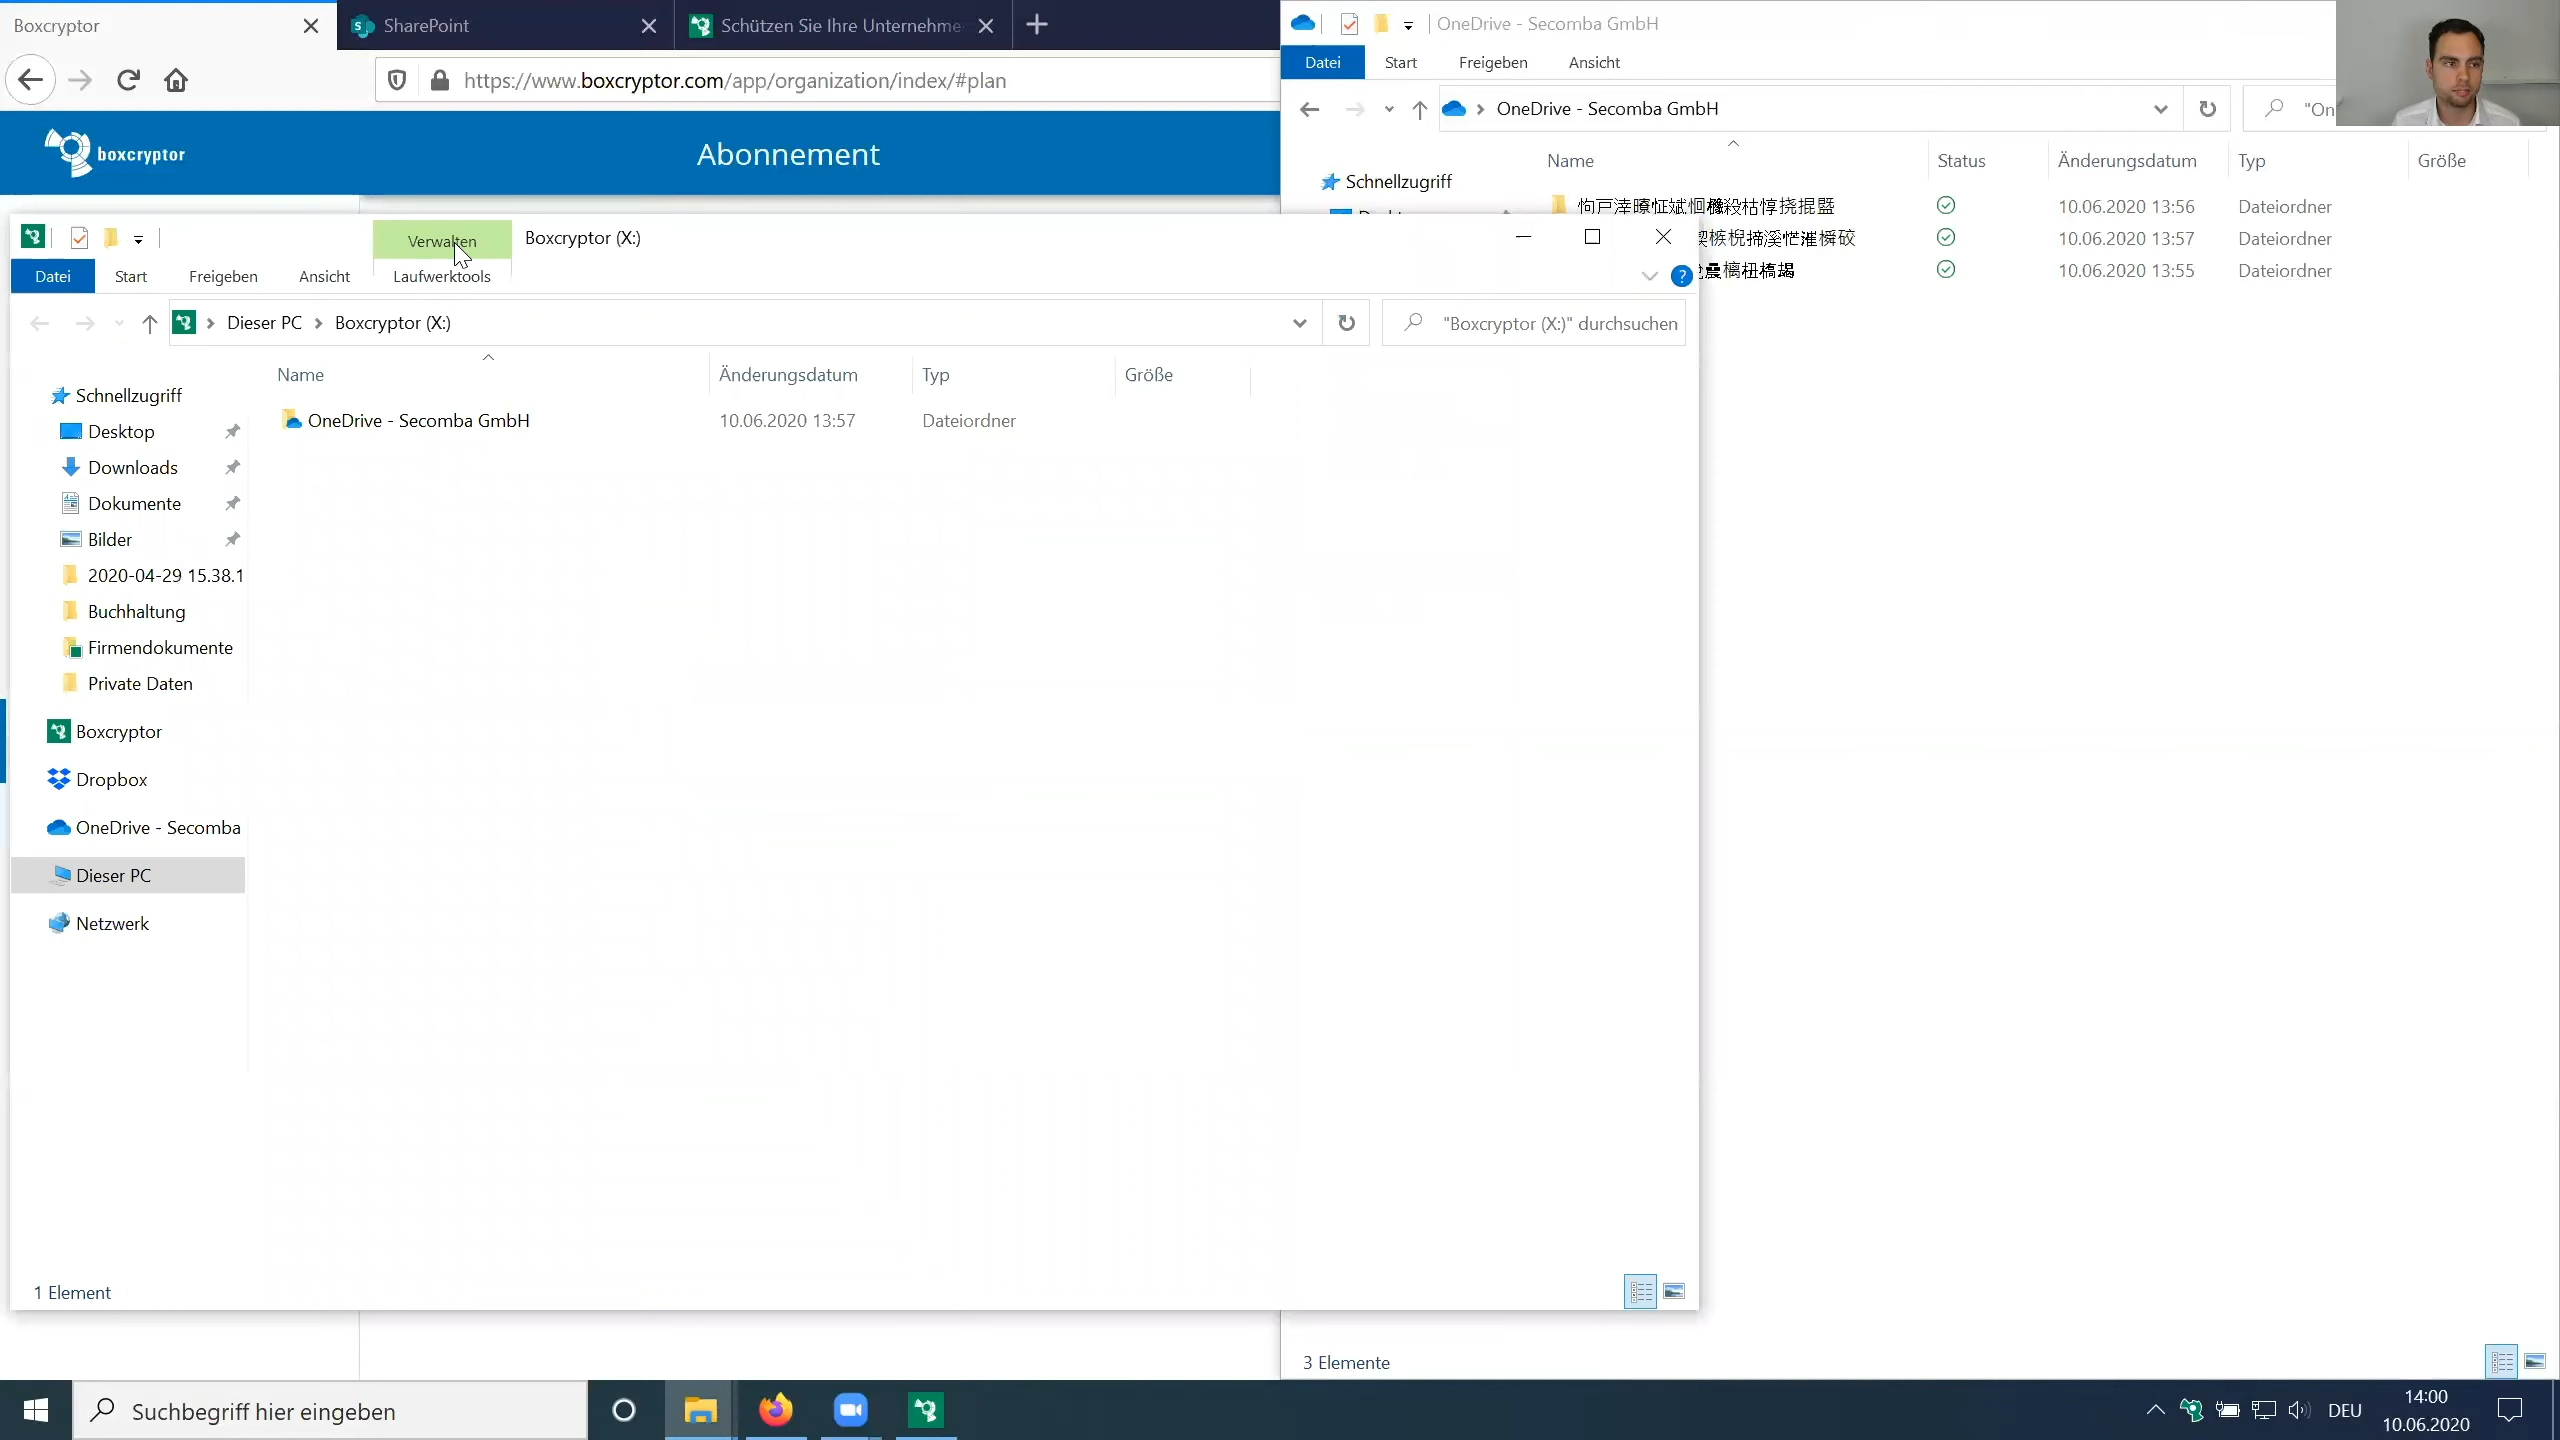 Boxcryptor
SharePoint
Schützen Sie Ihre Unternehme
https://www.boxcryptor.com/app/organization/index/#plan
boxcryptor
Abonnement
OneDrive - Secomba GmbH
Datei Start Freigeben Ansicht
OneDrive - Secomba GmbH
"On
Name Status Änderungsdatum Typ Größe
Schnellzugriff
10.06.2020 13:56 Dateiordner
10.06.2020 13:57 Dateiordner
10.06.2020 13:55 Dateiordner
3 Elemente
Verwalten Boxcryptor (X:)
Datei Start Freigeben Ansicht Laufwerktools
Dieser PC Boxcryptor (X:)
"Boxcryptor (X:)" durchsuchen
Name Änderungsdatum Typ Größe
OneDrive - Secomba GmbH 10.06.2020 13:57 Dateiordner
Schnellzugriff
Desktop
Downloads
Dokumente
Bilder
2020-04-29 15.38.1
Buchhaltung
Firmendokumente
Private Daten
Boxcryptor
Dropbox
OneDrive - Secomba
Dieser PC
Netzwerk
1 Element
Suchbegriff hier eingeben
DEU
14:00
10.06.2020